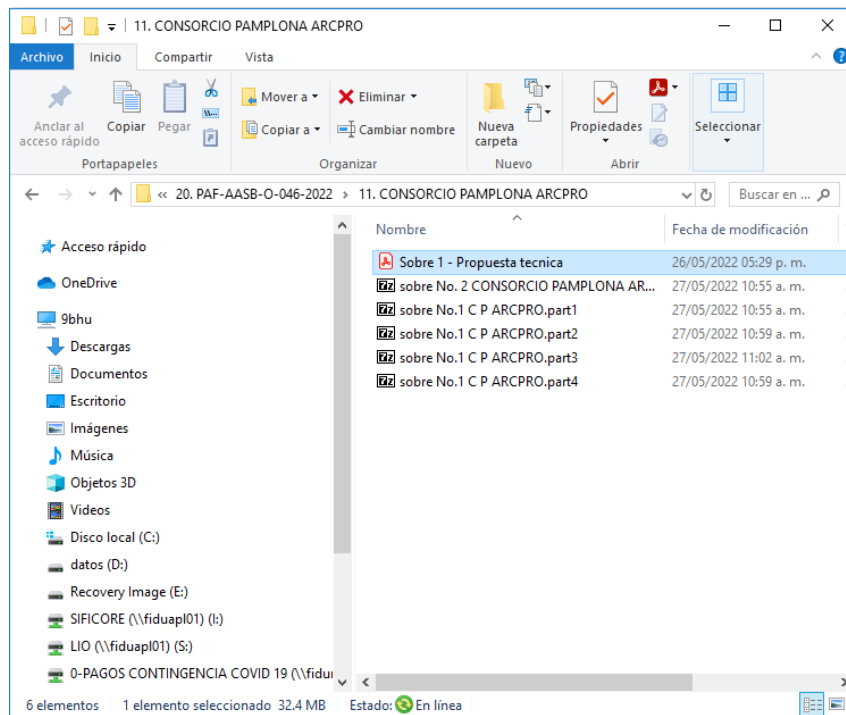 11. CONSORCIO PAMPLONA ARCPRO
Archivo Inicio Compartir Vista
Anclar al acceso rápido
Copiar
Pegar
Portapapeles
Mover a
Copiar a
Eliminar
Cambiar nombre
Organizar
Nueva carpeta
Nuevo
Propiedades
Abrir
Seleccionar
« 20. PAF-AASB-O-046-2022 > 11. CONSORCIO PAMPLONA ARCPRO
Buscar en ...
Acceso rápido
OneDrive
9bhu
Descargas
Documentos
Escritorio
Imágenes
Música
Objetos 3D
Videos
Disco local (C:)
datos (D:)
Recovery Image (E:)
SIFICORE (\\fiduapl01) (I:)
LIO (\\fiduapl01) (S:)
0-PAGOS CONTINGENCIA COVID 19 (\\fidu
Nombre Fecha de modificación
Sobre 1 - Propuesta tecnica 26/05/2022 05:29 p. m.
sobre No. 2 CONSORCIO PAMPLONA AR... 27/05/2022 10:55 a. m.
sobre No.1 C P ARCPRO.part1 27/05/2022 10:55 a. m.
sobre No.1 C P ARCPRO.part2 27/05/2022 10:59 a. m.
sobre No.1 C P ARCPRO.part3 27/05/2022 11:02 a. m.
sobre No.1 C P ARCPRO.part4 27/05/2022 10:59 a. m.
6 elementos 1 elemento seleccionado 32.4 MB Estado: En línea